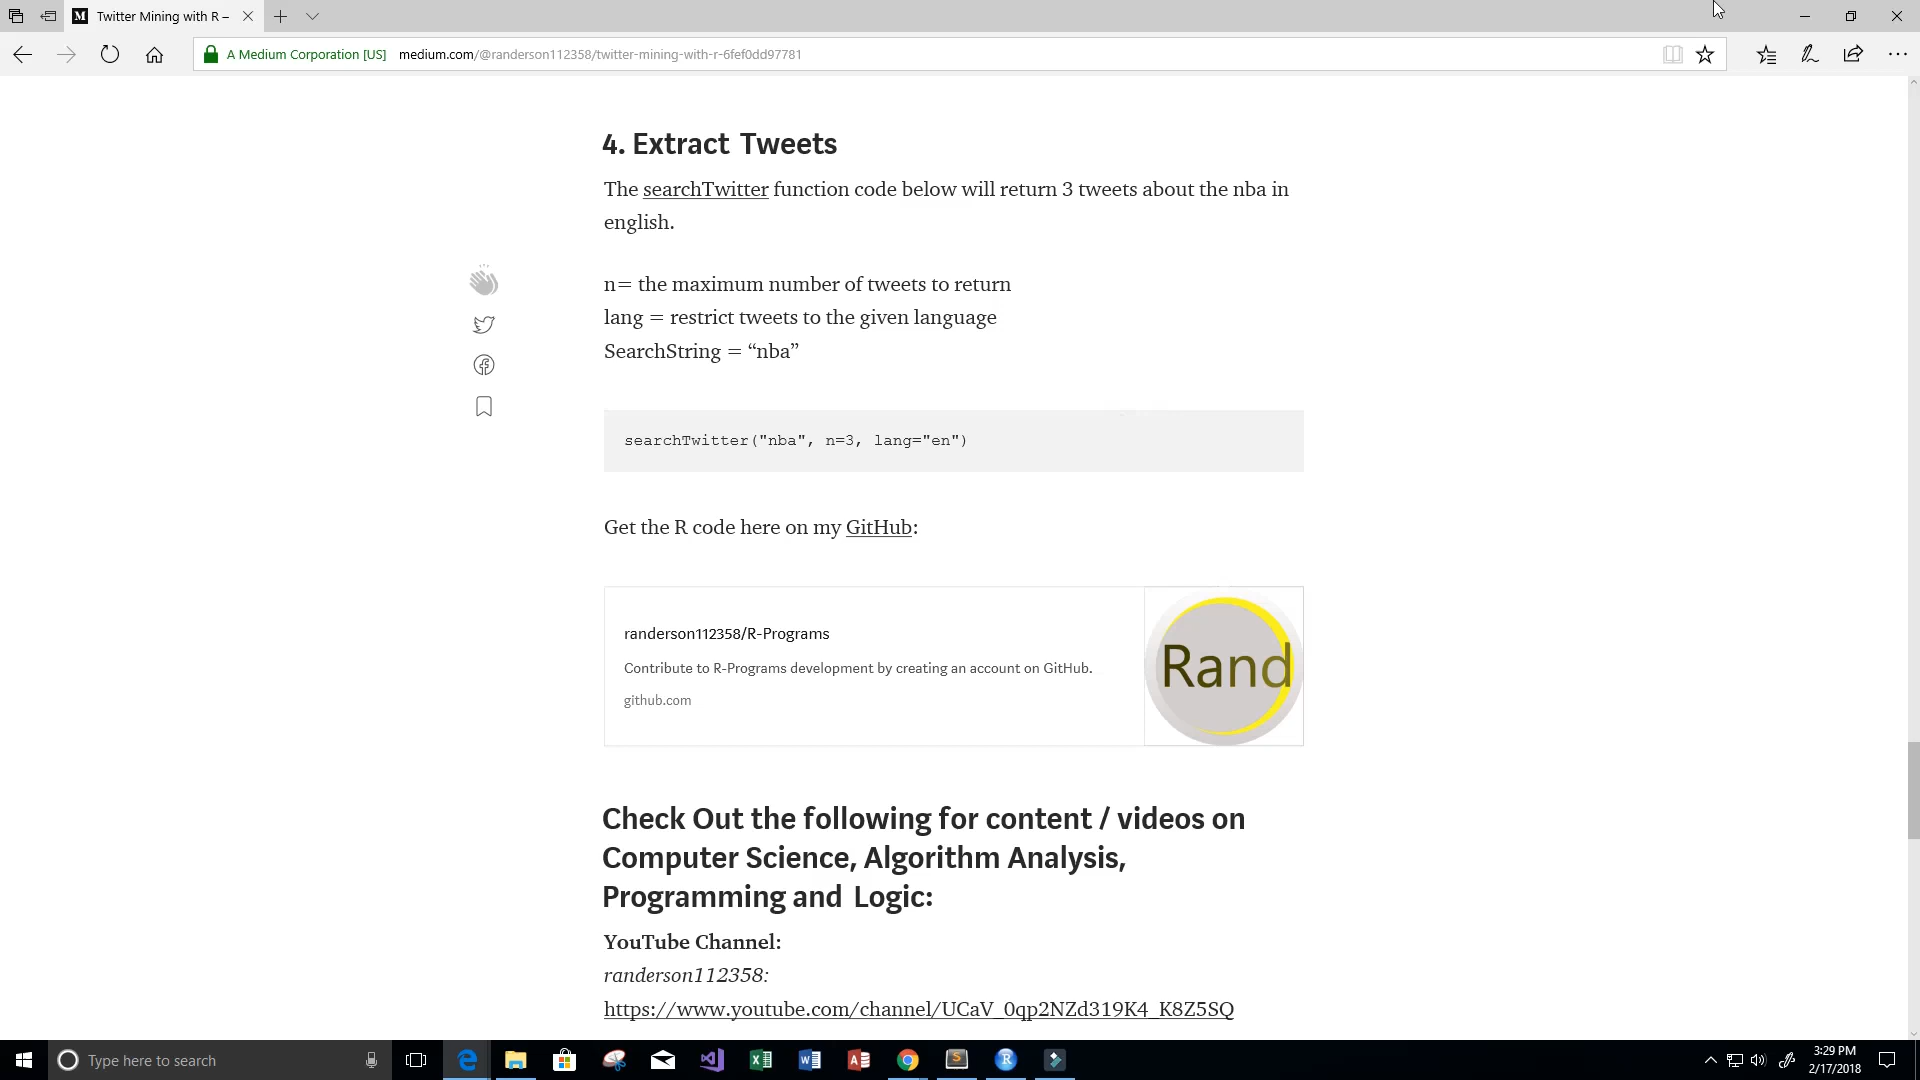 M Twitter Mining with R –
A Medium Corporation [US] medium.com/@randerson112358/twitter-mining-with-r-6fef0dd97781
4. Extract Tweets
The searchTwitter function code below will return 3 tweets about the nba in
english.
n= the maximum number of tweets to return
lang = restrict tweets to the given language
SearchString = “nba”
searchTwitter("nba", n=3, lang="en")
Get the R code here on my GitHub:
randerson112358/R-Programs
Contribute to R-Programs development by creating an account on GitHub.
github.com
Rand
Check Out the following for content / videos on
Computer Science, Algorithm Analysis,
Programming and Logic:
YouTube Channel:
randerson112358:
https://www.youtube.com/channel/UCaV_0qp2NZd319K4_K8Z5SQ
Type here to search
3:29 PM
2/17/2018